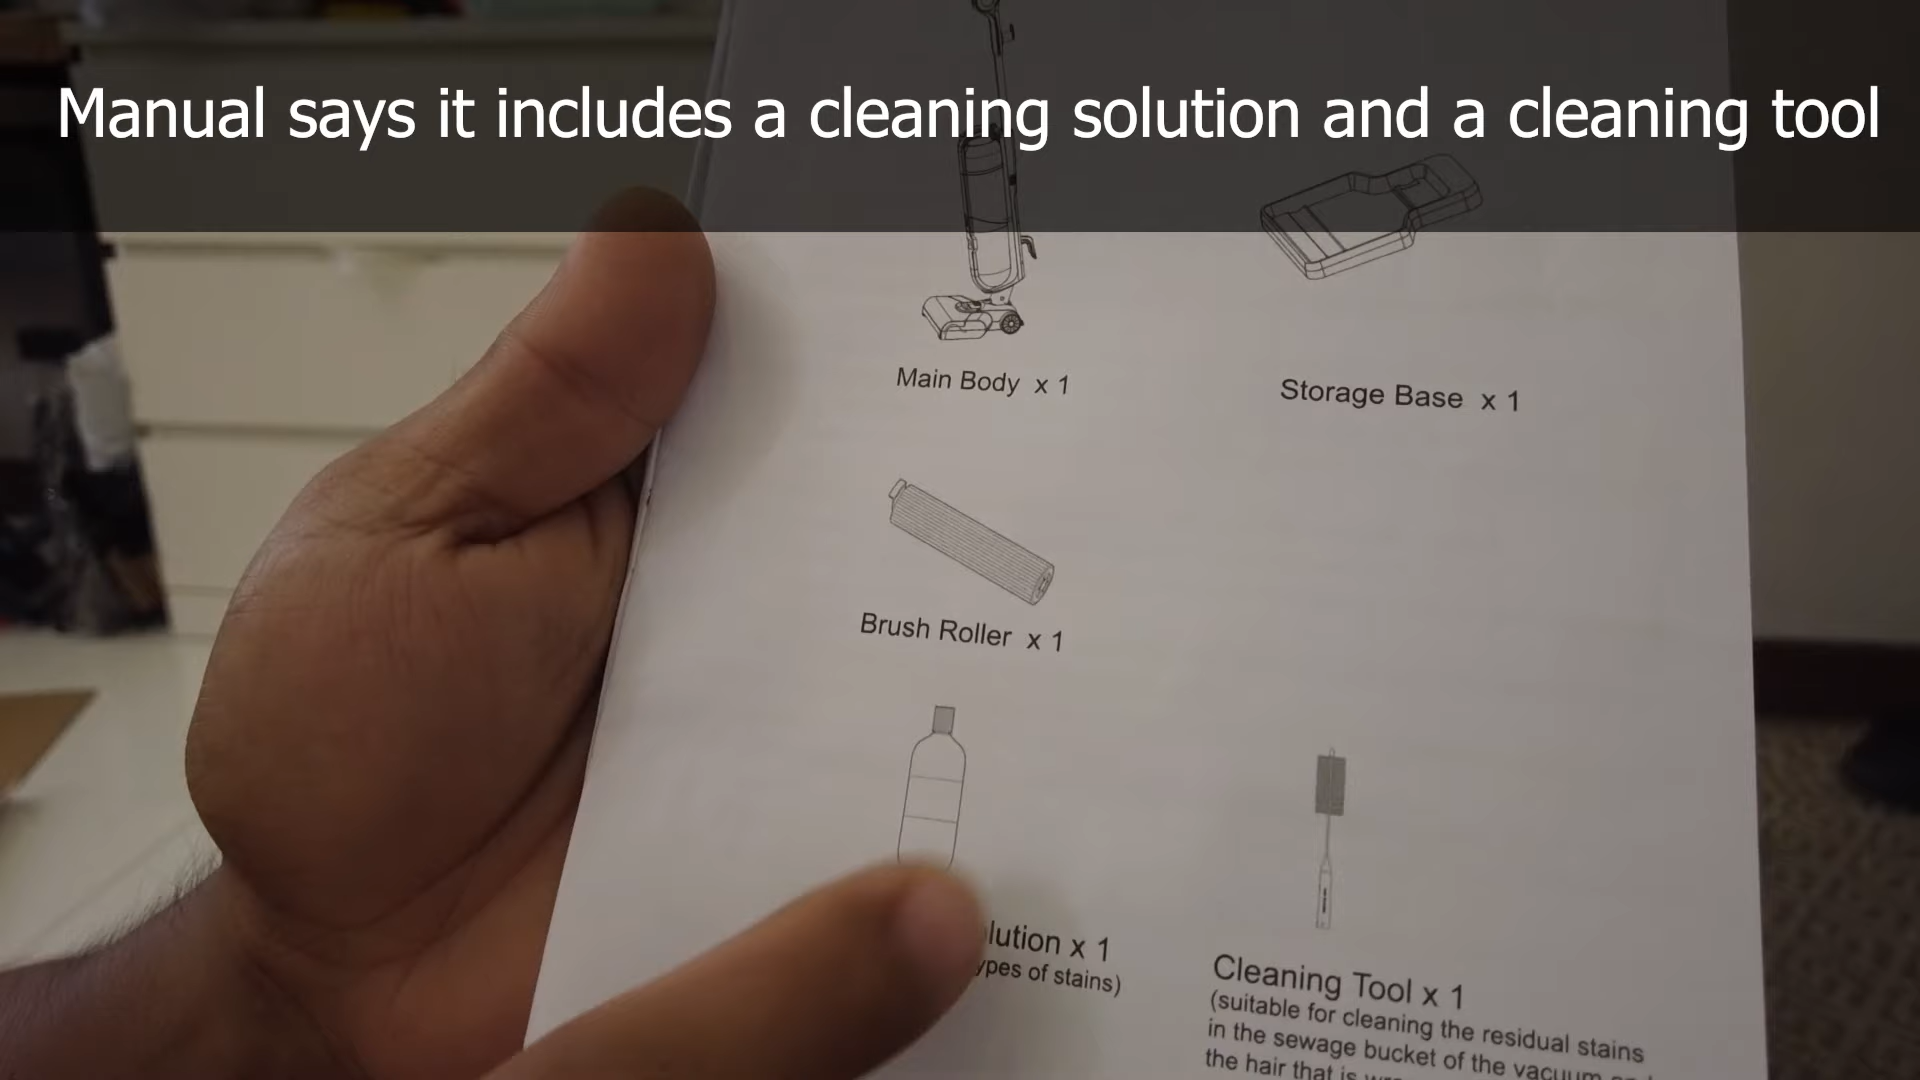 Manual says it includes a cleaning solution and a cleaning tool
Main Body x 1
Storage Base x 1
Brush Roller x 1
x 1
of stains)
Cleaning Tool x 1
(suitable for cleaning the residual stains
in the sewage bucket of the vacuum
the hair that is